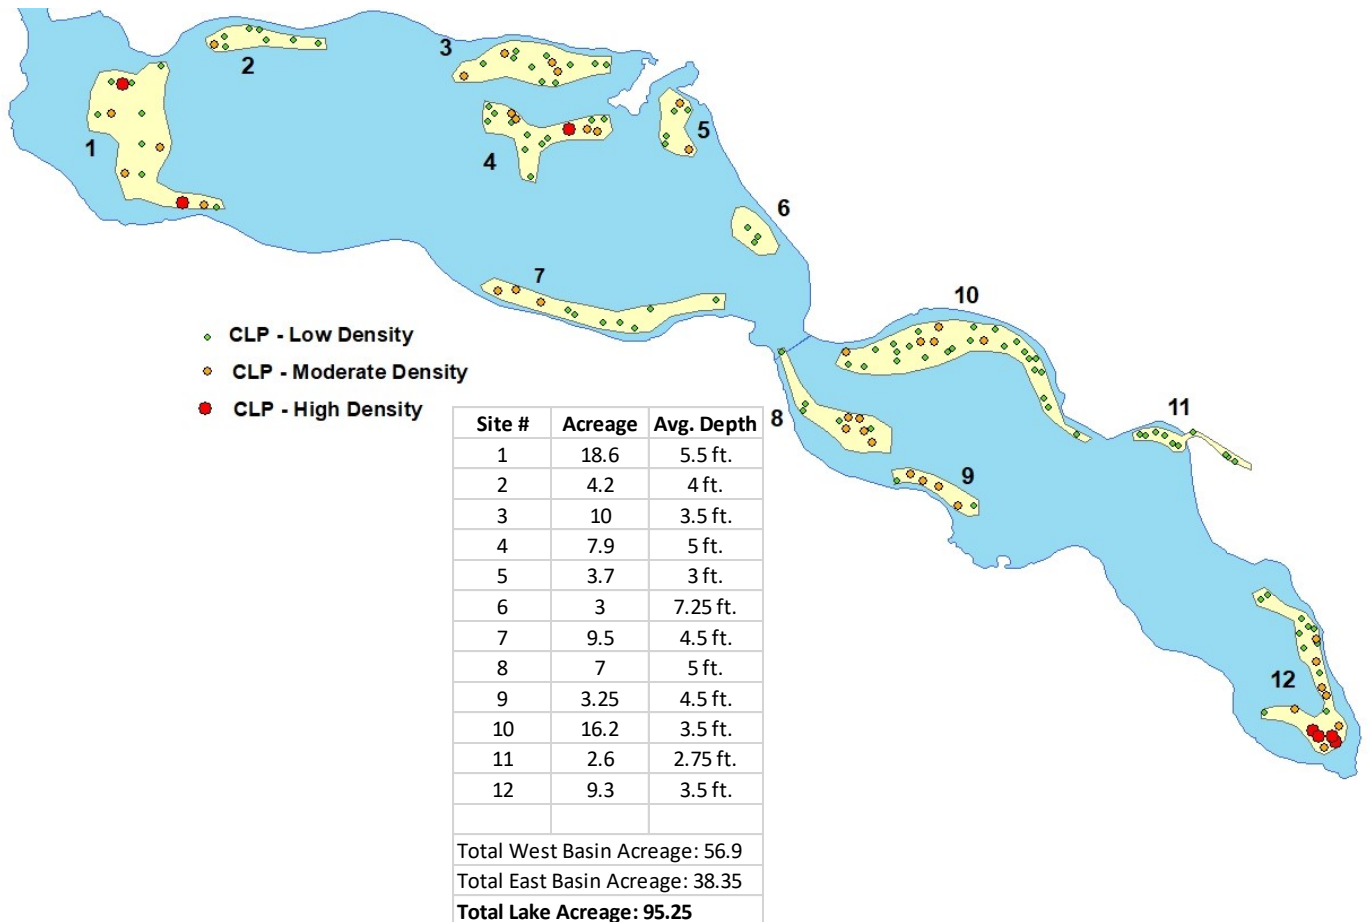 2
3
1
4
5
6
7
10
CLP - Low Density
CLP - Moderate Density
CLP - High Density
8
11
9
12
Site # Acreage Avg. Depth
1 18.6 5.5 ft.
2 4.2 4 ft.
3 10 3.5 ft.
4 7.9 5 ft.
5 3.7 3 ft.
6 3 7.25 ft.
7 9.5 4.5 ft.
8 7 5 ft.
9 3.25 4.5 ft.
10 16.2 3.5 ft.
11 2.6 2.75 ft.
12 9.3 3.5 ft.
Total West Basin Acreage: 56.9
Total East Basin Acreage: 38.35
Total Lake Acreage: 95.25